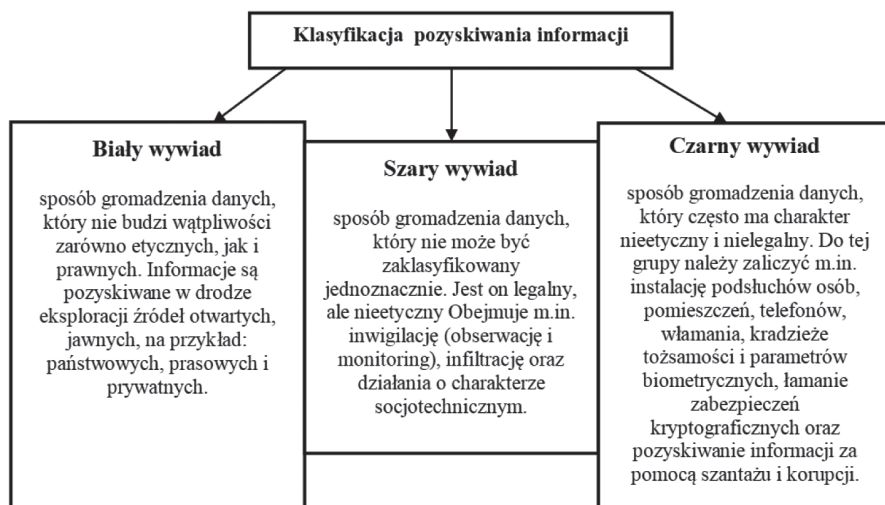 Klasyfikacja pozyskiwania informacji
Biały wywiad
sposób gromadzenia danych,
który nie budzi wątpliwości
zarówno etycznych, jak i
prawnych. Informacje są
pozyskiwane w drodze
eksploracji źródeł otwartych,
jawnych, na przykład:
państwowych, prasowych i
prywatnych.
Szary wywiad
sposób gromadzenia danych,
który nie może być
zaklasyfikowany
jednoznacznie. Jest on legalny,
ale nieetyczny Obejmuje m.in.
inwigilację (obserwację i
monitoring), infiltrację oraz
działania o charakterze
socjotechnicznym.
Czarny wywiad
sposób gromadzenia danych,
który często ma charakter
nieetyczny i nielegalny. Do tej
grupy należy zaliczyć m.in.
instalację podsłuchów osób,
pomieszczeń, telefonów,
włamania, kradzieże
tożsamości i parametrów
biometrycznych, łamanie
zabezpieczeń
kryptograficznych oraz
pozyskiwanie informacji za
pomocą szantażu i korupcji.